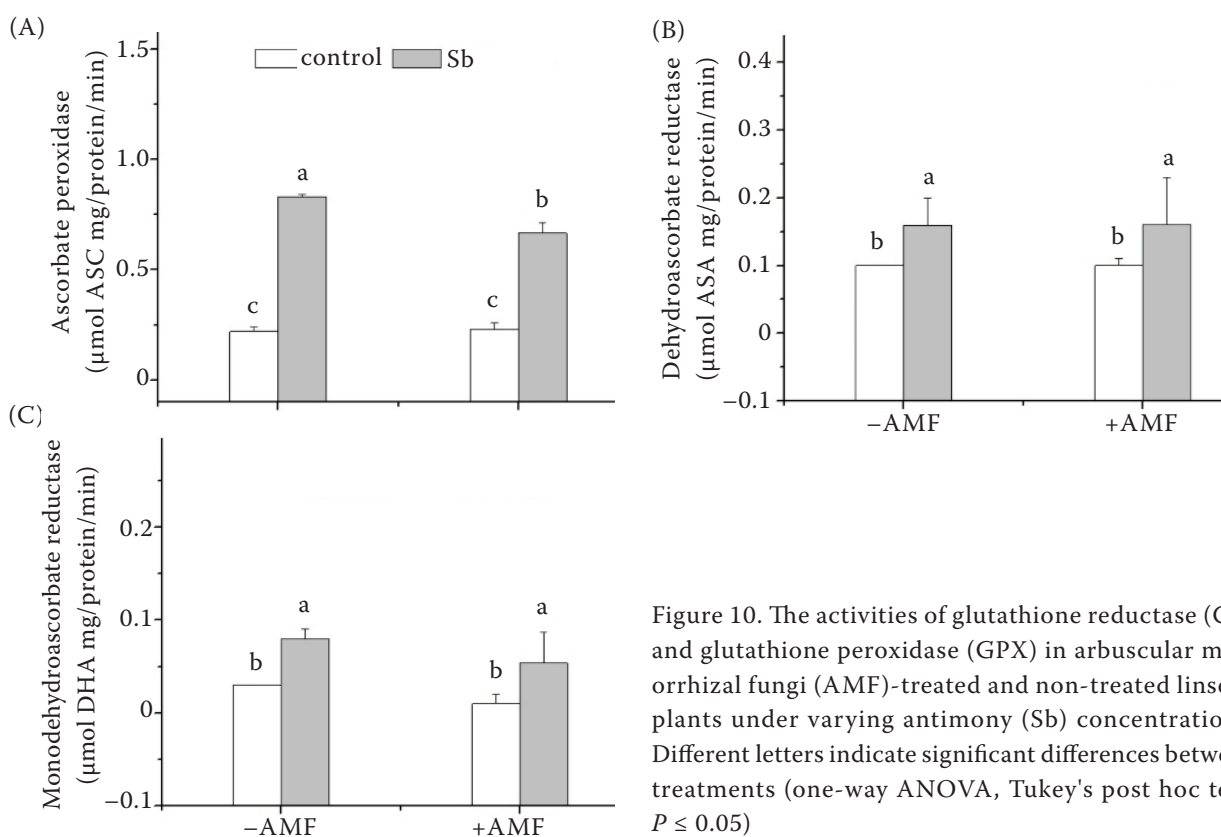 (A)
Ascorbate peroxidase
(µmol ASC mg/protein/min)
1.5
1.0
0.5
0
control
Sb
c
a
c
b
(B)
Dehydroascorbate reductase
(µmol ASA mg/protein/min)
0.4
0.3
0.2
0.1
0
−0.1
b
a
b
a
−AMF
+AMF
(C)
Monodehydroascorbate reductase
(µmol DHA mg/protein/min)
0.2
0.1
0
−0.1
b
a
b
a
−AMF
+AMF
Figure 10. The activities of glutathione reductase
and glutathione peroxidase (GPX) in arbuscular
orrhizal fungi (AMF)-treated and non-treated
plants under varying antimony (Sb)
Different letters indicate significant differences
treatments (one-way ANOVA, Tukey's post hoc
P ≤ 0.05)